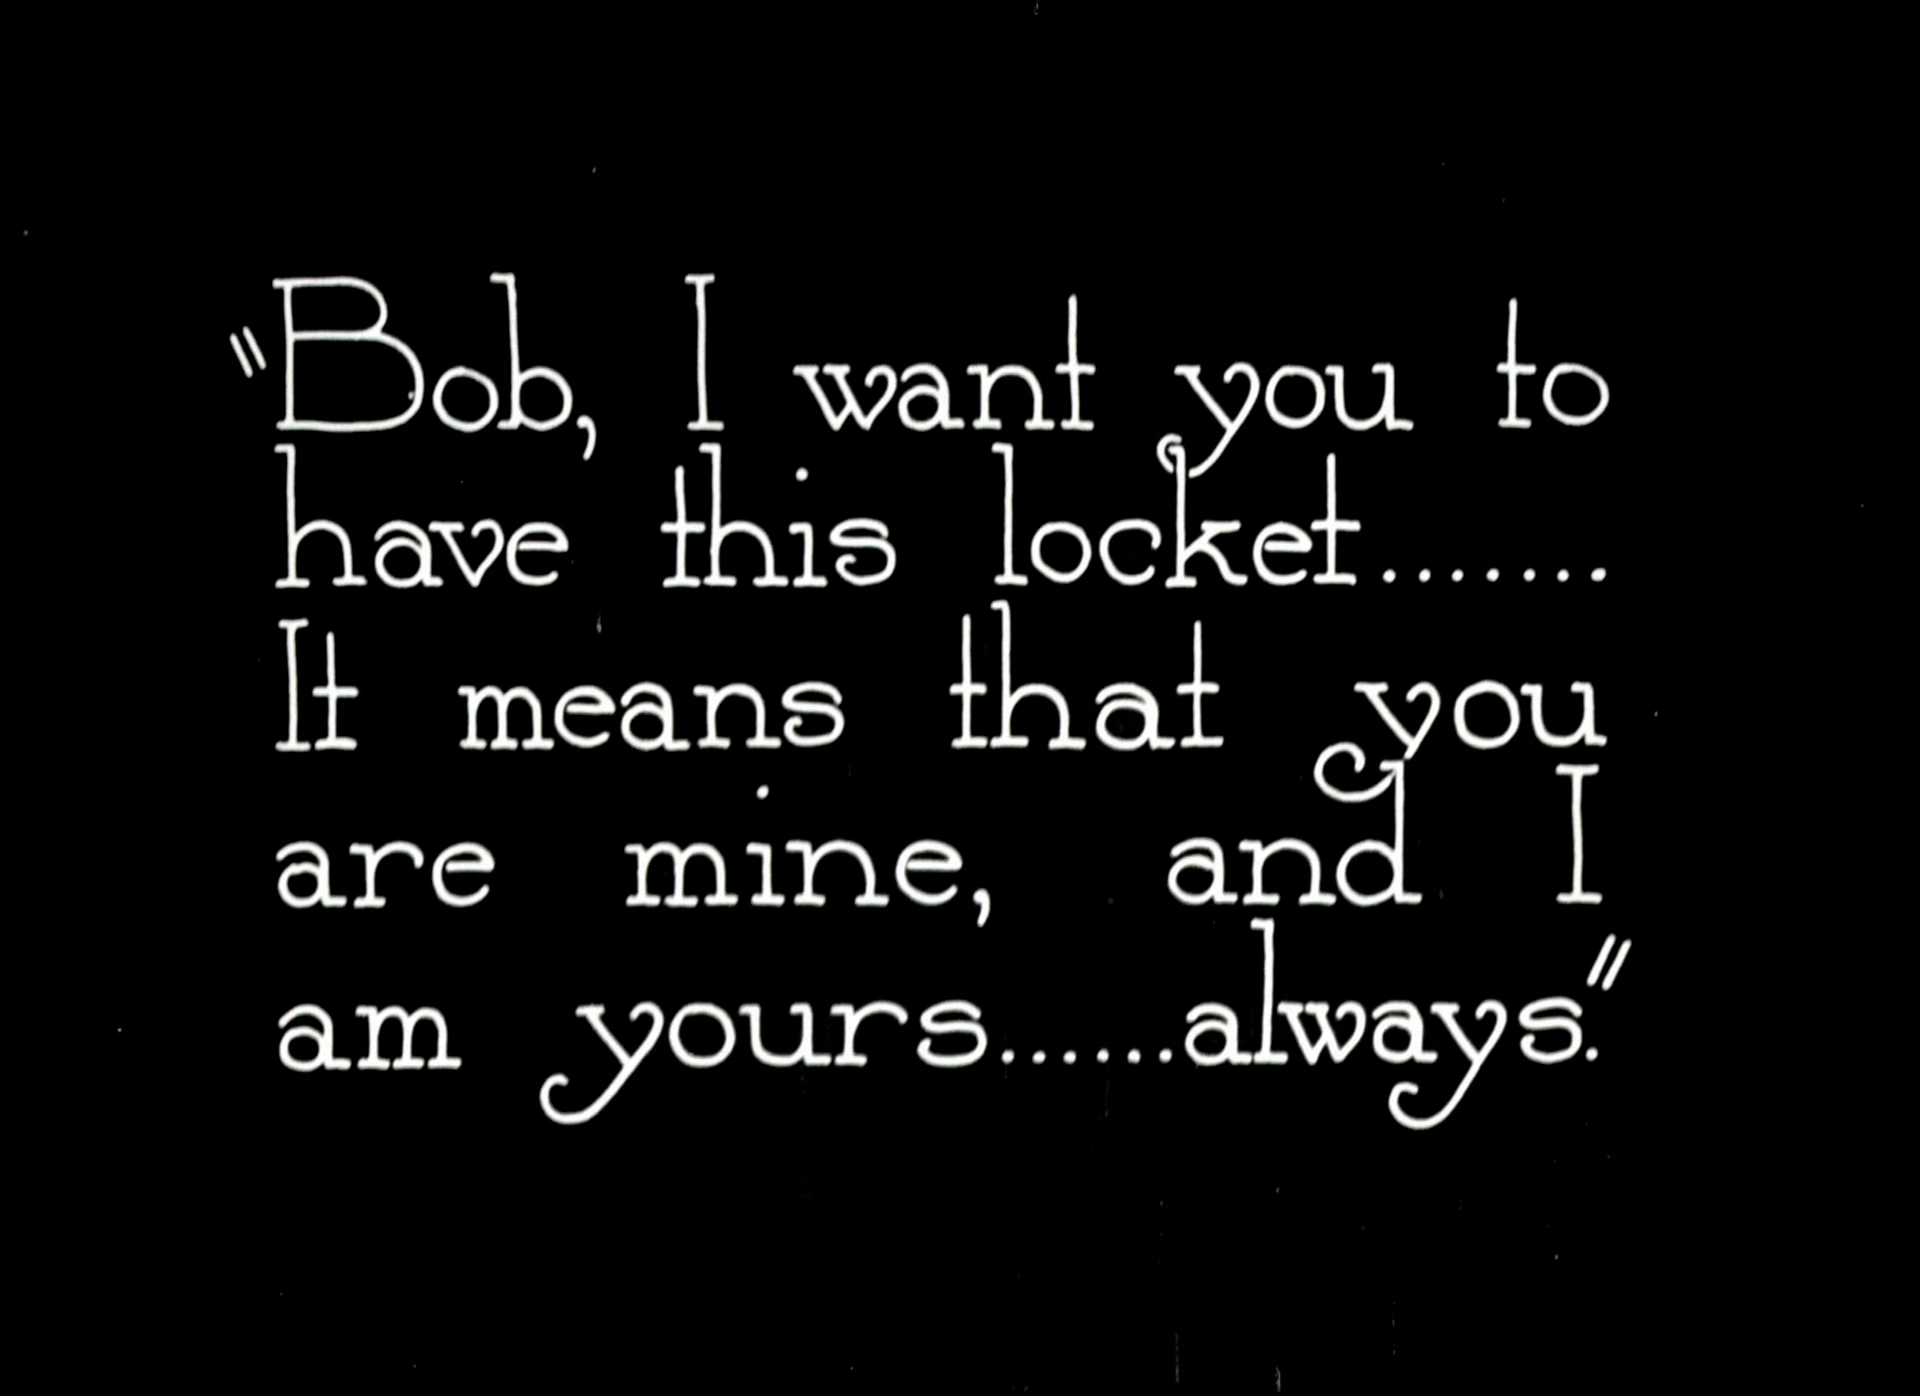 "Bob, I want you to
have this locket.......
It means that you
are mine, and I
am yours......always."